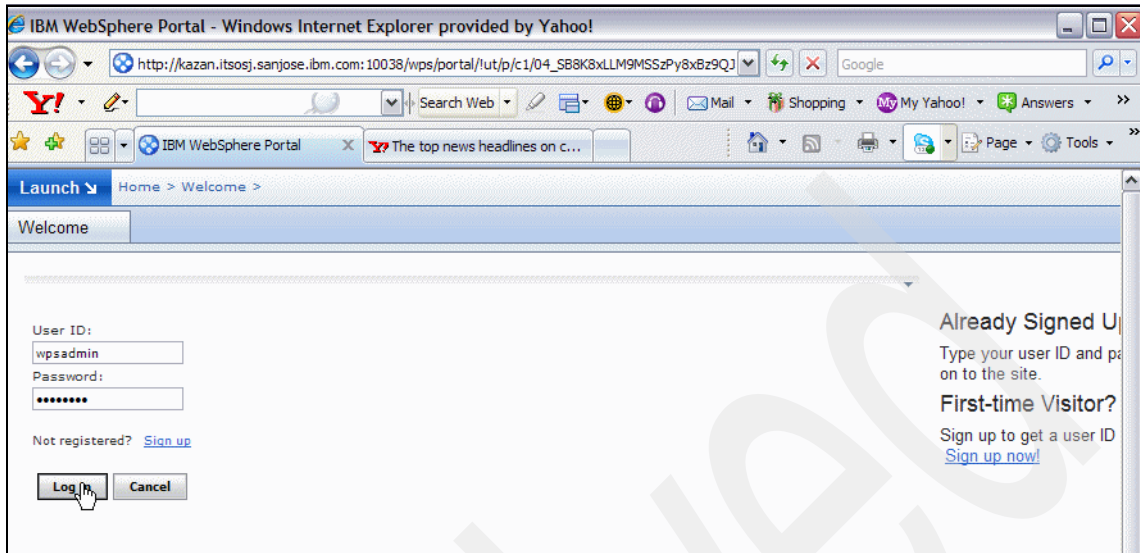 IBM WebSphere Portal - Windows Internet Explorer provided by Yahoo!
http://kazan.itsosj.sanjose.ibm.com:10038/wps/portal/!ut/p/c1/04_SB8K8xLLM9MSSzPy8xBz9QJ
Google
Y! Search Web Mail Shopping My Yahoo! Answers »
IBM WebSphere Portal X The top news headlines on c... Page Tools »
Launch Home > Welcome >
Welcome
User ID:
wpsadmin
Password:
••••••••
Not registered? Sign up
Log in Cancel
Already Signed U
Type your user ID and pa
on to the site.
First-time Visitor?
Sign up to get a user ID
Sign up now!